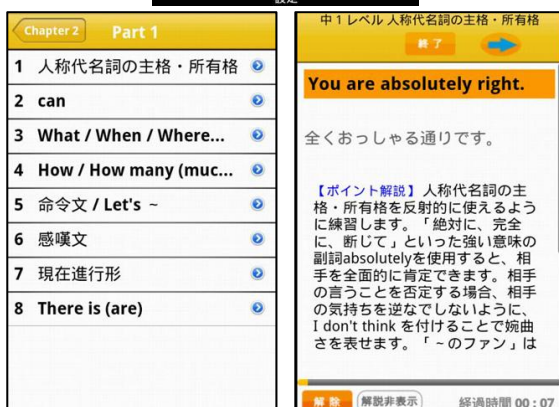 設定
Chapter 2
Part 1
1 人称代名詞の主格・所有格
2 can
3 What / When / Where...
4 How / How many (muc...
5 命令文 / Let's ~
6 感嘆文
7 現在進行形
8 There is (are)
中1レベル 人称代名詞の主格・所有格
終了
You are absolutely right.
全くおっしゃる通りです。
【ポイント解説】人称代名詞の主
格・所有格を反射的に使えるよう
に練習します。「絶対に、完全
に、断じて」といった強い意味の
副詞absolutelyを使用すると、相
手を全面的に肯定できます。相手
の言うことを否定する場合、相手
の気持ちを逆なでしないように、
I don't think を付けることで婉曲
さを表せます。「~のファン」は
解除
解説非表示
経過時間 00:07